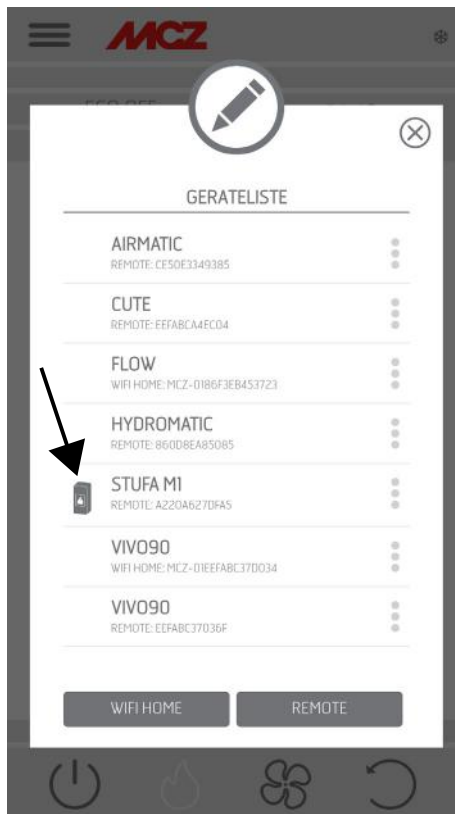 MCZ
GERATELISTE
AIRMATIC
REMOTE: CE50E3349385
CUTE
REMOTE: EEFABCA4EC04
FLOW
WIFI HOME: MCZ-0186F3EB453723
HYDROMATIC
REMOTE: 860D8EA85085
STUFA M1
REMOTE: A220A627DFA5
VIVO90
WIFI HOME: MCZ-01EEFABC37D034
VIVO90
REMOTE: EEFABC37036F
WIFI HOME
REMOTE